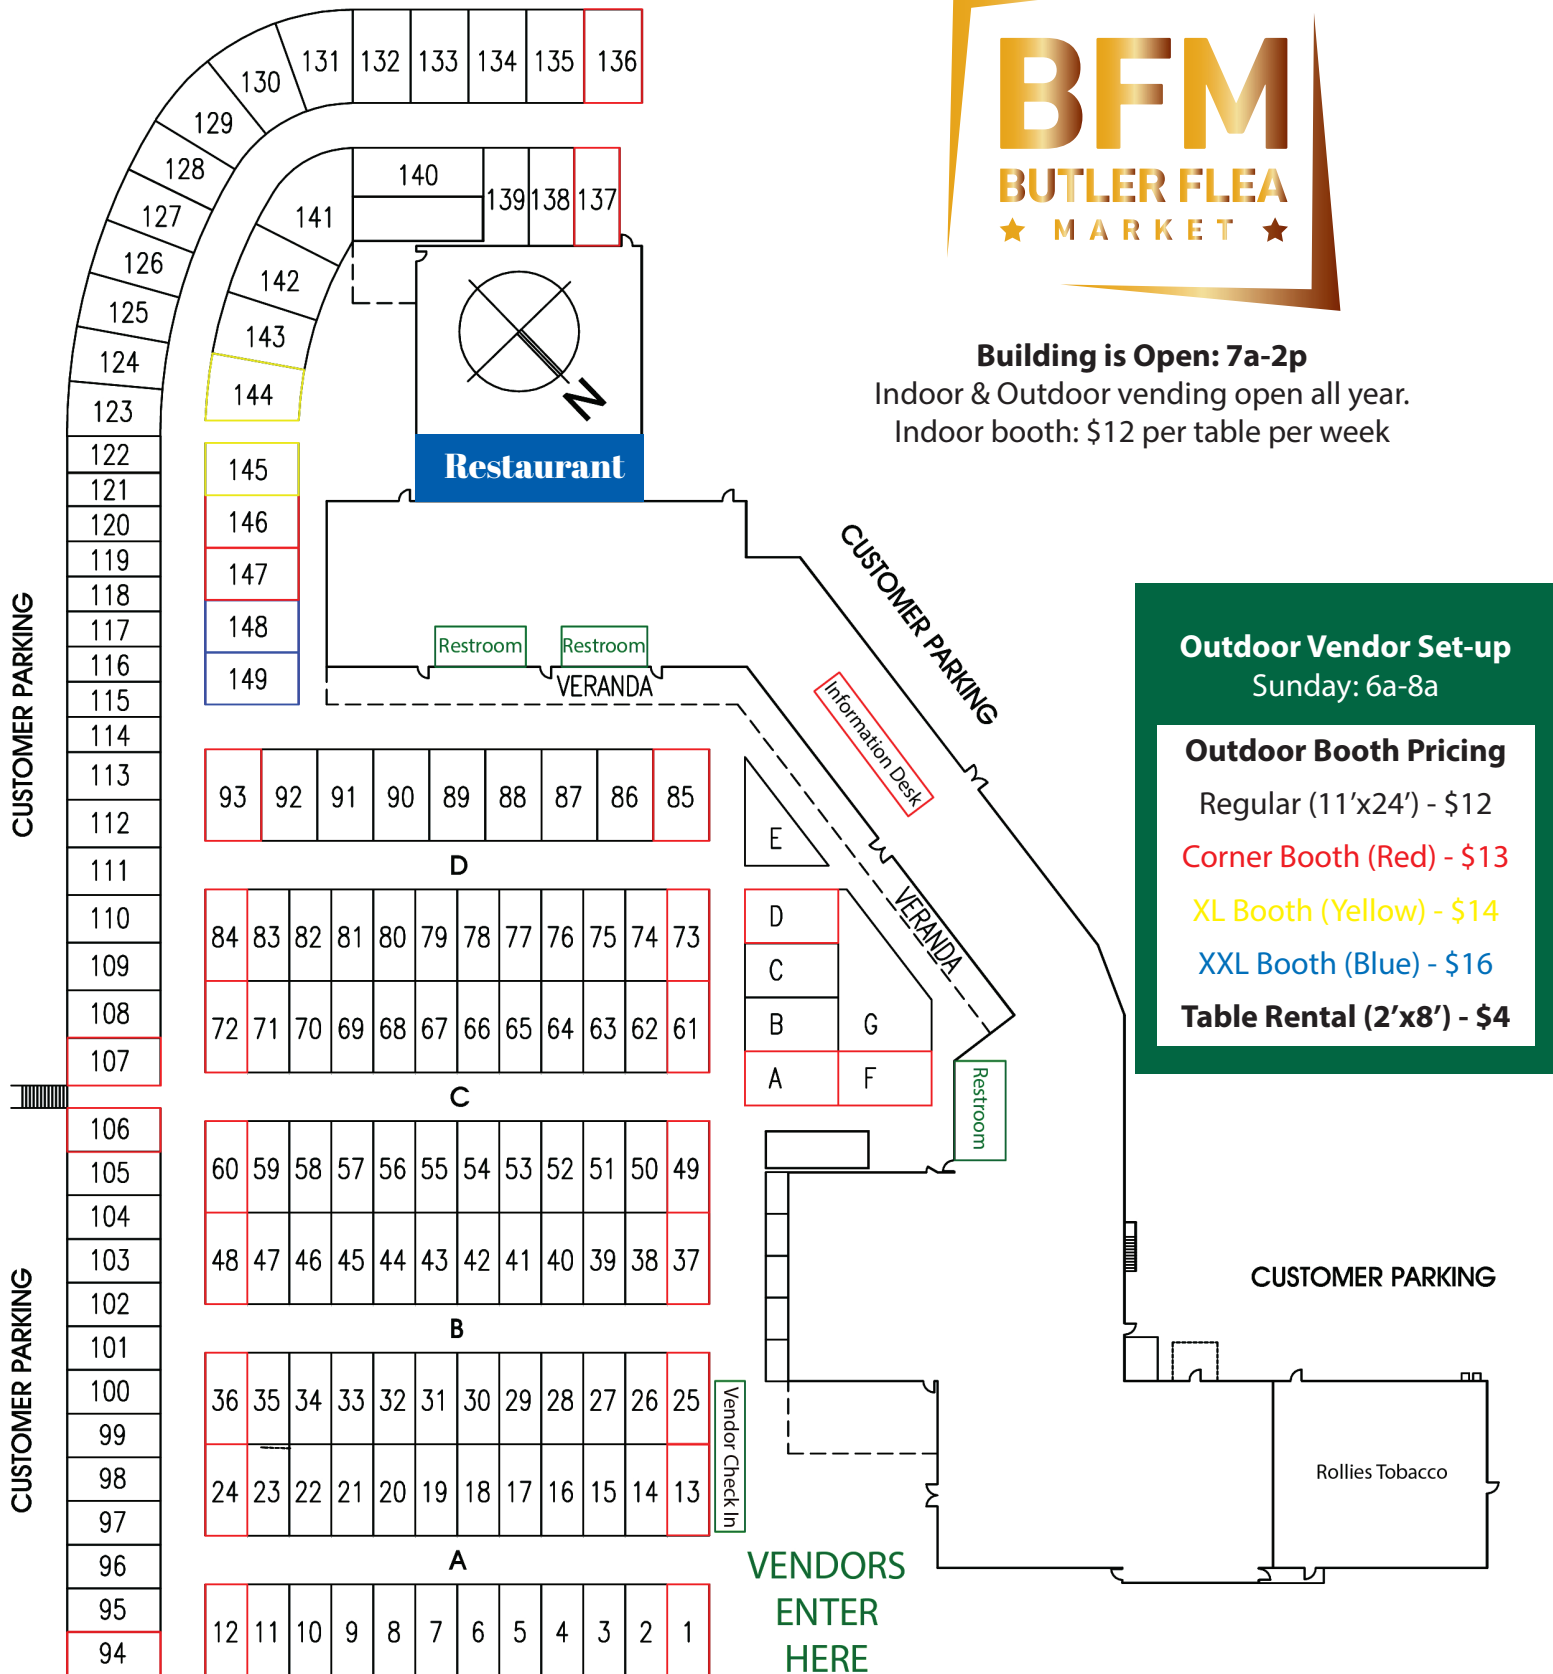 131 132 133 134 135 136
130
129
128
127
126
125
124
123
122
121
120
119
118
117
116
115
114
113
112
111
110
109
108
107
106
105
104
103
102
101
100
99
98
97
96
95
94
CUSTOMER PARKING
CUSTOMER PARKING
140
139 138 137
141
142
143
144
145
146
147
148
149
N
Restaurant
Restroom Restroom
VERANDA
93 92 91 90 89 88 87 86 85
D
84 83 82 81 80 79 78 77 76 75 74 73
72 71 70 69 68 67 66 65 64 63 62 61
C
60 59 58 57 56 55 54 53 52 51 50 49
48 47 46 45 44 43 42 41 40 39 38 37
B
36 35 34 33 32 31 30 29 28 27 26 25
24 23 22 21 20 19 18 17 16 15 14 13
A
12 11 10 9 8 7 6 5 4 3 2 1
Vendor Check In
VENDORS
ENTER
HERE
E
D
C
B G
A F
VERANDA
Restroom
Information Desk
CUSTOMER PARKING
CUSTOMER PARKING
Rollies Tobacco
BFM
BUTLER FLEA
MARKET
Building is Open: 7a-2p
Indoor & Outdoor vending open all year.
Indoor booth: $12 per table per week
Outdoor Vendor Set-up
Sunday: 6a-8a
Outdoor Booth Pricing
Regular (11’x24’) - $12
Corner Booth (Red) - $13
XL Booth (Yellow) - $14
XXL Booth (Blue) - $16
Table Rental (2’x8’) - $4